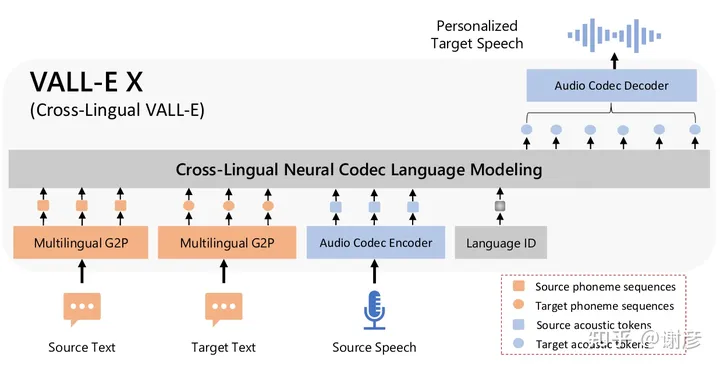 Personalized
Target Speech
VALL-E X
(Cross-Lingual VALL-E)
Audio Codec Decoder
Cross-Lingual Neural Codec Language Modeling
Multilingual G2P
Multilingual G2P
Audio Codec Encoder
Language ID
Source Text
Target Text
Source Speech
Source phoneme sequences
Target phoneme sequences
Source acoustic tokens
Target acoustic tokens
知乎 @谢彦